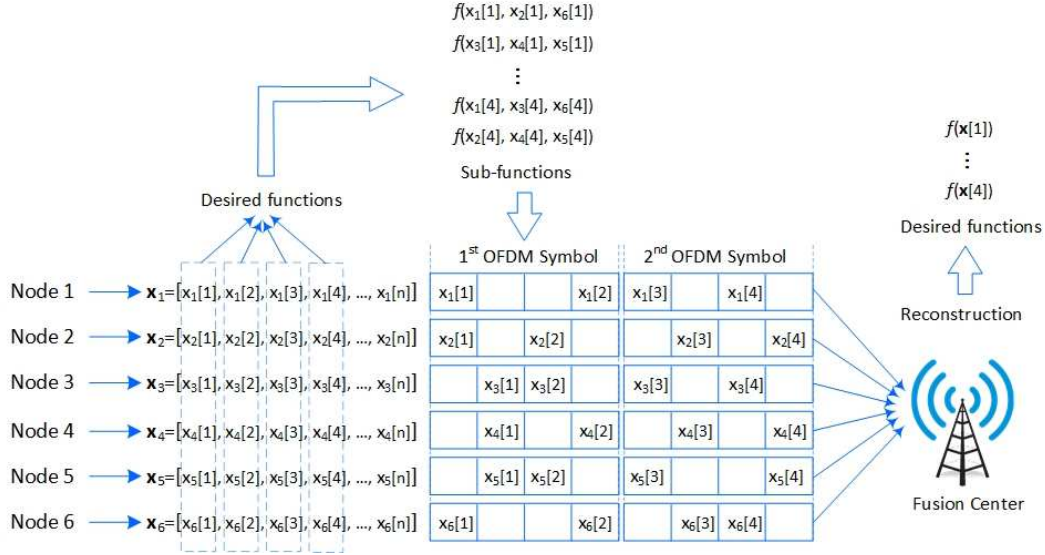 f(x₁[1], x₂[1], x₆[1])
f(x₃[1], x₄[1], x₅[1])
⋮
f(x₁[4], x₃[4], x₆[4])
f(x₂[4], x₄[4], x₅[4])
Sub-functions
Desired functions
f(x[1])
⋮
f(x[4])
Desired functions
Reconstruction
1st OFDM Symbol 2nd OFDM Symbol
Node 1 x₁=[x₁[1], x₁[2], x₁[3], x₁[4], ..., x₁[n]] x₁[1] x₁[2] x₁[3] x₁[4]
Node 2 x₂=[x₂[1], x₂[2], x₂[3], x₂[4], ..., x₂[n]] x₂[1] x₂[2] x₂[3] x₂[4]
Node 3 x₃=[x₃[1], x₃[2], x₃[3], x₃[4], ..., x₃[n]] x₃[1] x₃[2] x₃[3] x₃[4]
Node 4 x₄=[x₄[1], x₄[2], x₄[3], x₄[4], ..., x₄[n]] x₄[1] x₄[2] x₄[3] x₄[4]
Node 5 x₅=[x₅[1], x₅[2], x₅[3], x₅[4], ..., x₅[n]] x₅[1] x₅[2] x₅[3] x₅[4]
Node 6 x₆=[x₆[1], x₆[2], x₆[3], x₆[4], ..., x₆[n]] x₆[1] x₆[2] x₆[3] x₆[4]
Fusion Center